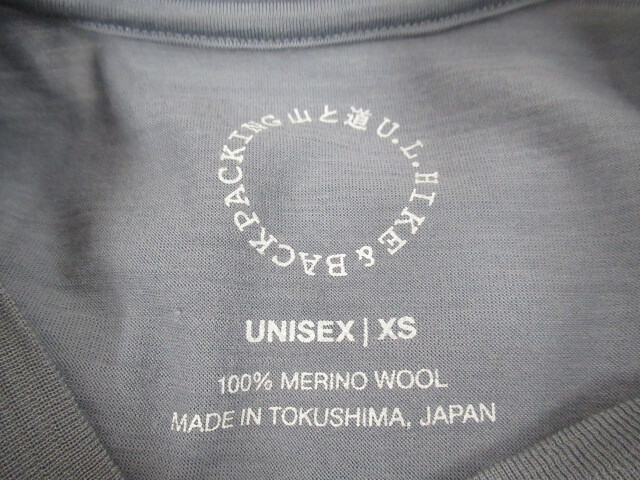 山と道 U.L.HIKE & BACKPACKING
UNISEX | XS
100% MERINO WOOL
MADE IN TOKUSHIMA, JAPAN